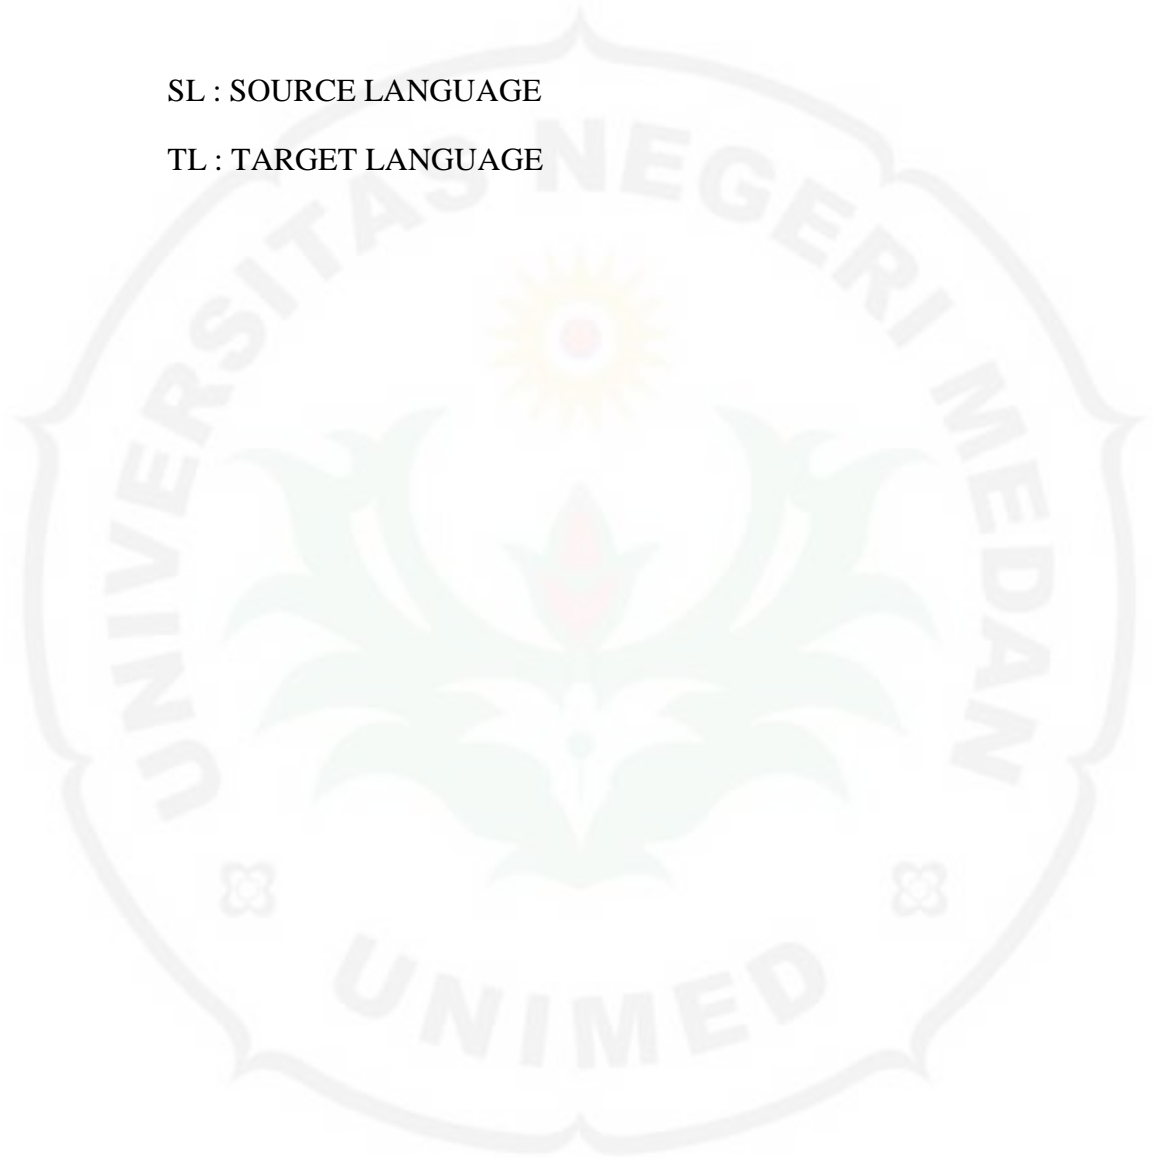 SL : SOURCE LANGUAGE
TL : TARGET LANGUAGE
UNIVERSITAS NEGERI MEDAN
UNIMED